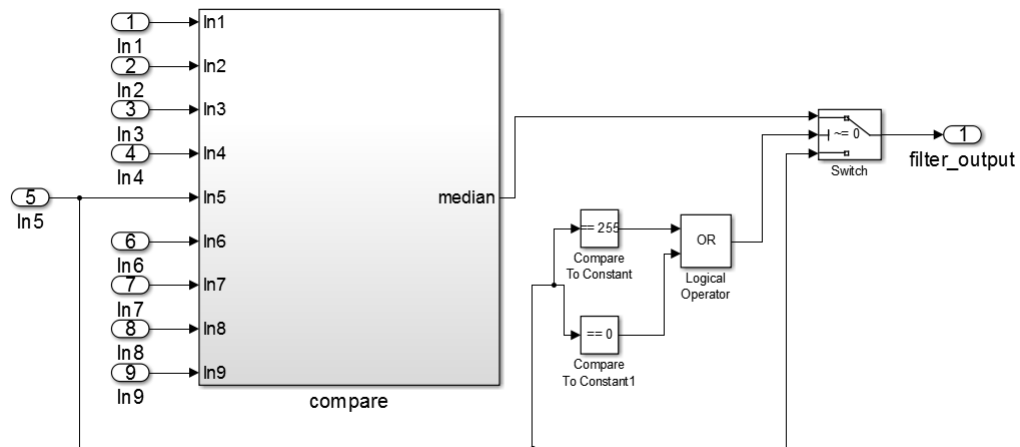 1
In1
In1
2
In2
In2
3
In3
In3
4
In4
In4
5
In5
In5
6
In6
In6
7
In7
In7
8
In8
In8
9
In9
In9
median
compare
== 255
Compare
To Constant
== 0
Compare
To Constant1
OR
Logical
Operator
~= 0
Switch
1
filter_output